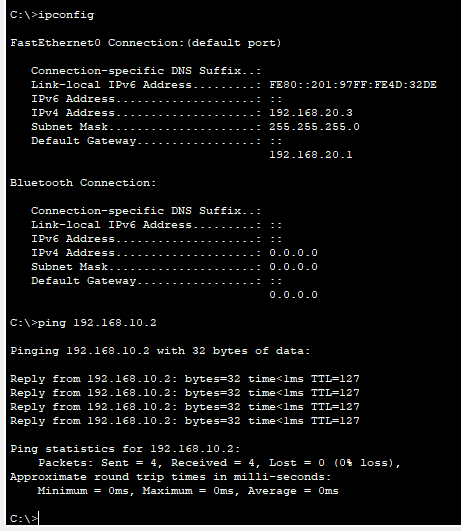 C:\>ipconfig
FastEthernet0 Connection:(default port)
Connection-specific DNS Suffix..:
Link-local IPv6 Address.........: FE80::201:97FF:FE4D:32DE
IPv6 Address....................: ::
IPv4 Address....................: 192.168.20.3
Subnet Mask.....................: 255.255.255.0
Default Gateway.................: ::
192.168.20.1
Bluetooth Connection:
Connection-specific DNS Suffix..:
Link-local IPv6 Address.........: ::
IPv6 Address....................: ::
IPv4 Address....................: 0.0.0.0
Subnet Mask.....................: 0.0.0.0
Default Gateway.................: ::
0.0.0.0
C:\>ping 192.168.10.2
Pinging 192.168.10.2 with 32 bytes of data:
Reply from 192.168.10.2: bytes=32 time<1ms TTL=127
Reply from 192.168.10.2: bytes=32 time<1ms TTL=127
Reply from 192.168.10.2: bytes=32 time<1ms TTL=127
Reply from 192.168.10.2: bytes=32 time<1ms TTL=127
Ping statistics for 192.168.10.2:
Packets: Sent = 4, Received = 4, Lost = 0 (0% loss),
Approximate round trip times in milli-seconds:
Minimum = 0ms, Maximum = 0ms, Average = 0ms
C:\>